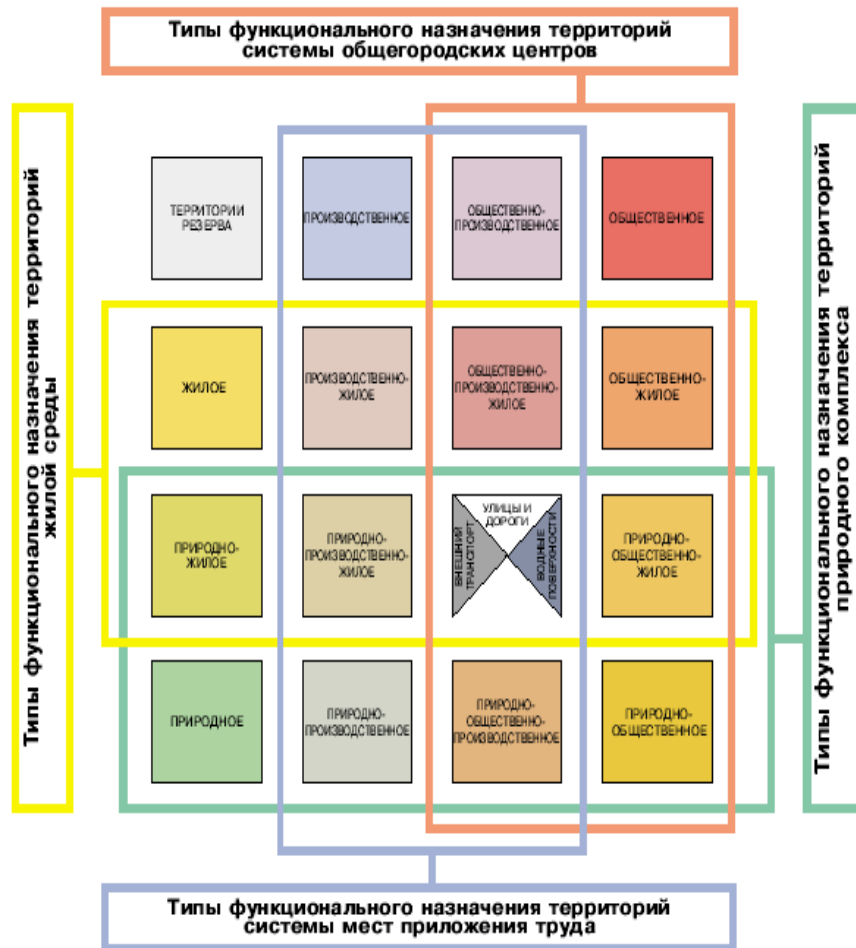 Типы функционального назначения территорий
системы общегородских центров
Типы функционального назначения территорий
жилой среды
ТЕРРИТОРИИ
РЕЗЕРВА
ПРОИЗВОДСТВЕННОЕ
ОБЩЕСТВЕННО-
ПРОИЗВОДСТВЕННОЕ
ОБЩЕСТВЕННОЕ
ЖИЛОЕ
ПРОИЗВОДСТВЕННО-
ЖИЛОЕ
ОБЩЕСТВЕННО-
ПРОИЗВОДСТВЕННО-
ЖИЛОЕ
ОБЩЕСТВЕННО-
ЖИЛОЕ
ПРИРОДНО-
ЖИЛОЕ
ПРИРОДНО-
ПРОИЗВОДСТВЕННО-
ЖИЛОЕ
УЛИЦЫ И
ДОРОГИ
ВНЕШНИЙ
ТРАНСПОРТ
ВОДНЫЕ
ПОВЕРХНОСТИ
ПРИРОДНО-
ОБЩЕСТВЕННО-
ЖИЛОЕ
ПРИРОДНОЕ
ПРИРОДНО-
ПРОИЗВОДСТВЕННОЕ
ПРИРОДНО-
ОБЩЕСТВЕННО-
ПРОИЗВОДСТВЕННОЕ
ПРИРОДНО-
ОБЩЕСТВЕННОЕ
Типы функционального назначения территорий
природного комплекса
Типы функционального назначения территорий
системы мест приложения труда